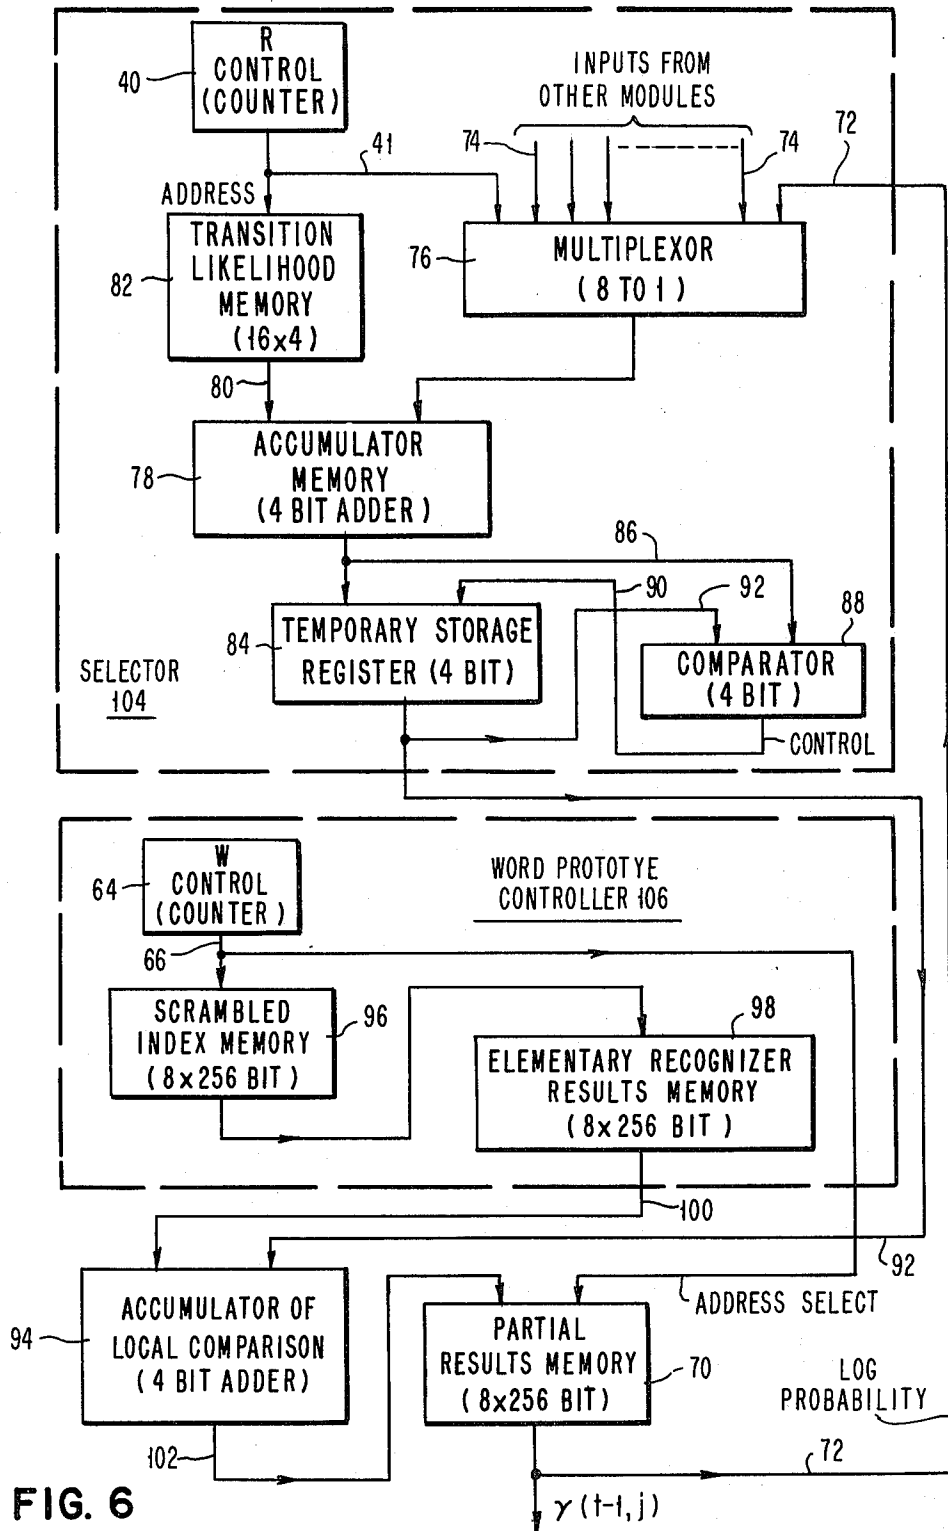 R
CONTROL
(COUNTER)
40
INPUTS FROM
OTHER MODULES
41
74
74
72
ADDRESS
TRANSITION
LIKELIHOOD
MEMORY
(16x4)
82
MULTIPLEXOR
(8 TO 1)
76
80
ACCUMULATOR
MEMORY
(4 BIT ADDER)
78
86
90
92
88
TEMPORARY STORAGE
REGISTER (4 BIT)
84
COMPARATOR
(4 BIT)
SELECTOR
104
CONTROL
W
CONTROL
(COUNTER)
64
WORD PROTOTYE
CONTROLLER 106
66
SCRAMBLED
INDEX MEMORY
(8x256 BIT)
96
98
ELEMENTARY RECOGNIZER
RESULTS MEMORY
(8x256 BIT)
100
92
ADDRESS SELECT
ACCUMULATOR OF
LOCAL COMPARISON
(4 BIT ADDER)
94
PARTIAL
RESULTS MEMORY
(8x256 BIT)
70
LOG
PROBABILITY
102
72
FIG. 6
γ(t-1,j)